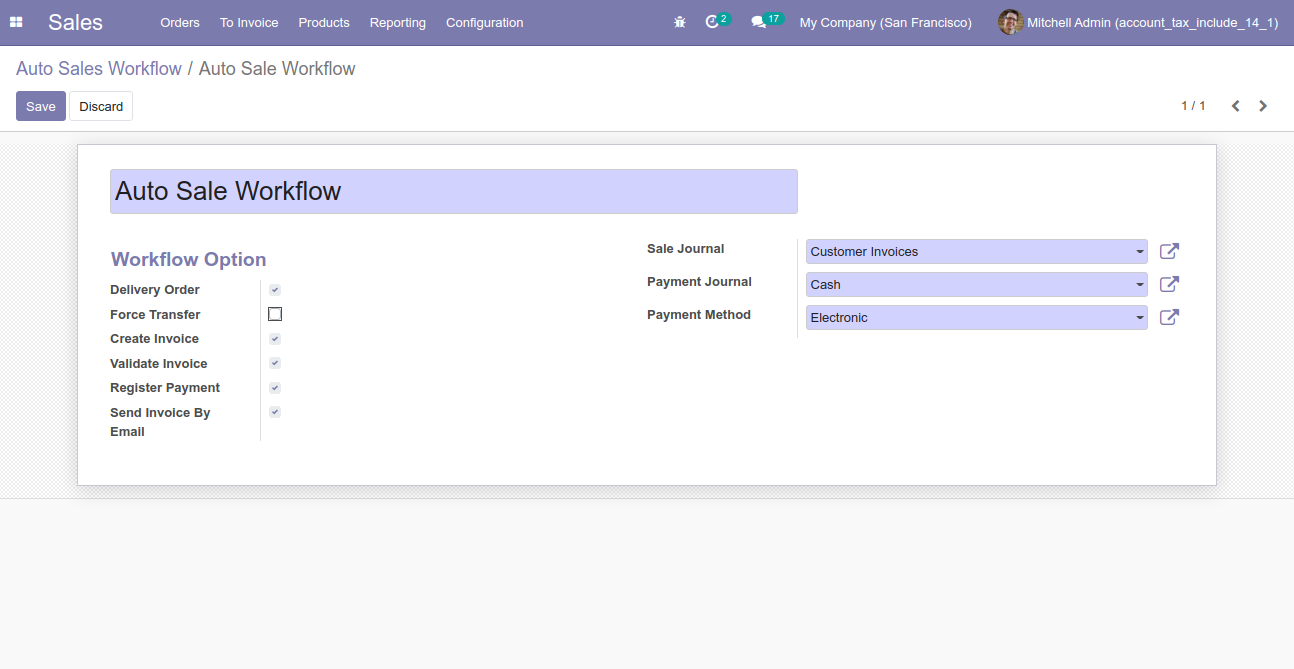 Sales Orders To Invoice Products Reporting Configuration 2 17 My Company (San Francisco) Mitchell Admin (account_tax_include_14_1)
Auto Sales Workflow / Auto Sale Workflow
Save Discard 1 / 1
Auto Sale Workflow
Workflow Option
Delivery Order
Force Transfer
Create Invoice
Validate Invoice
Register Payment
Send Invoice By
Email
Sale Journal Customer Invoices
Payment Journal Cash
Payment Method Electronic